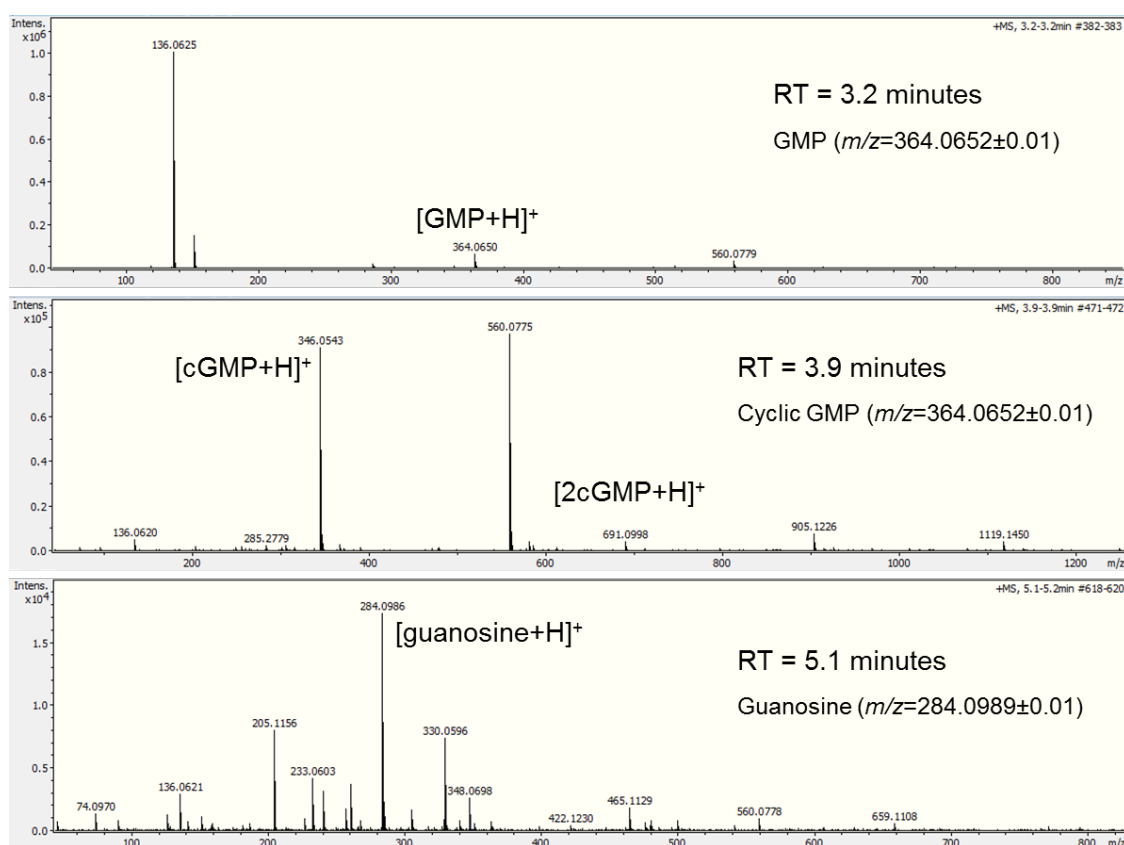 Intens.
x10⁶
+MS, 3.2-3.2min #382-383
136.0625
1.0
0.8
0.6
0.4
0.2
0.0
RT = 3.2 minutes
GMP (m/z=364.0652±0.01)
[GMP+H]⁺
364.0650
560.0779
100 200 300 400 500 600 700 800 m/z
Intens.
x10⁵
+MS, 3.9-3.9min #471-472
560.0775
346.0543
[cGMP+H]⁺
0.8
0.6
0.4
0.2
0.0
RT = 3.9 minutes
Cyclic GMP (m/z=364.0652±0.01)
[2cGMP+H]⁺
136.0620
285.2779
691.0998
905.1226
1119.1450
200 400 600 800 1000 1200 m/z
Intens.
x10⁴
+MS, 5.1-5.2min #618-620
284.0986
[guanosine+H]⁺
1.5
1.0
0.5
0.0
RT = 5.1 minutes
Guanosine (m/z=284.0989±0.01)
205.1156
330.0596
233.0603
136.0621
348.0698
74.0970
465.1129
422.1230
560.0778
659.1108
100 200 300 400 500 600 700 800 m/z